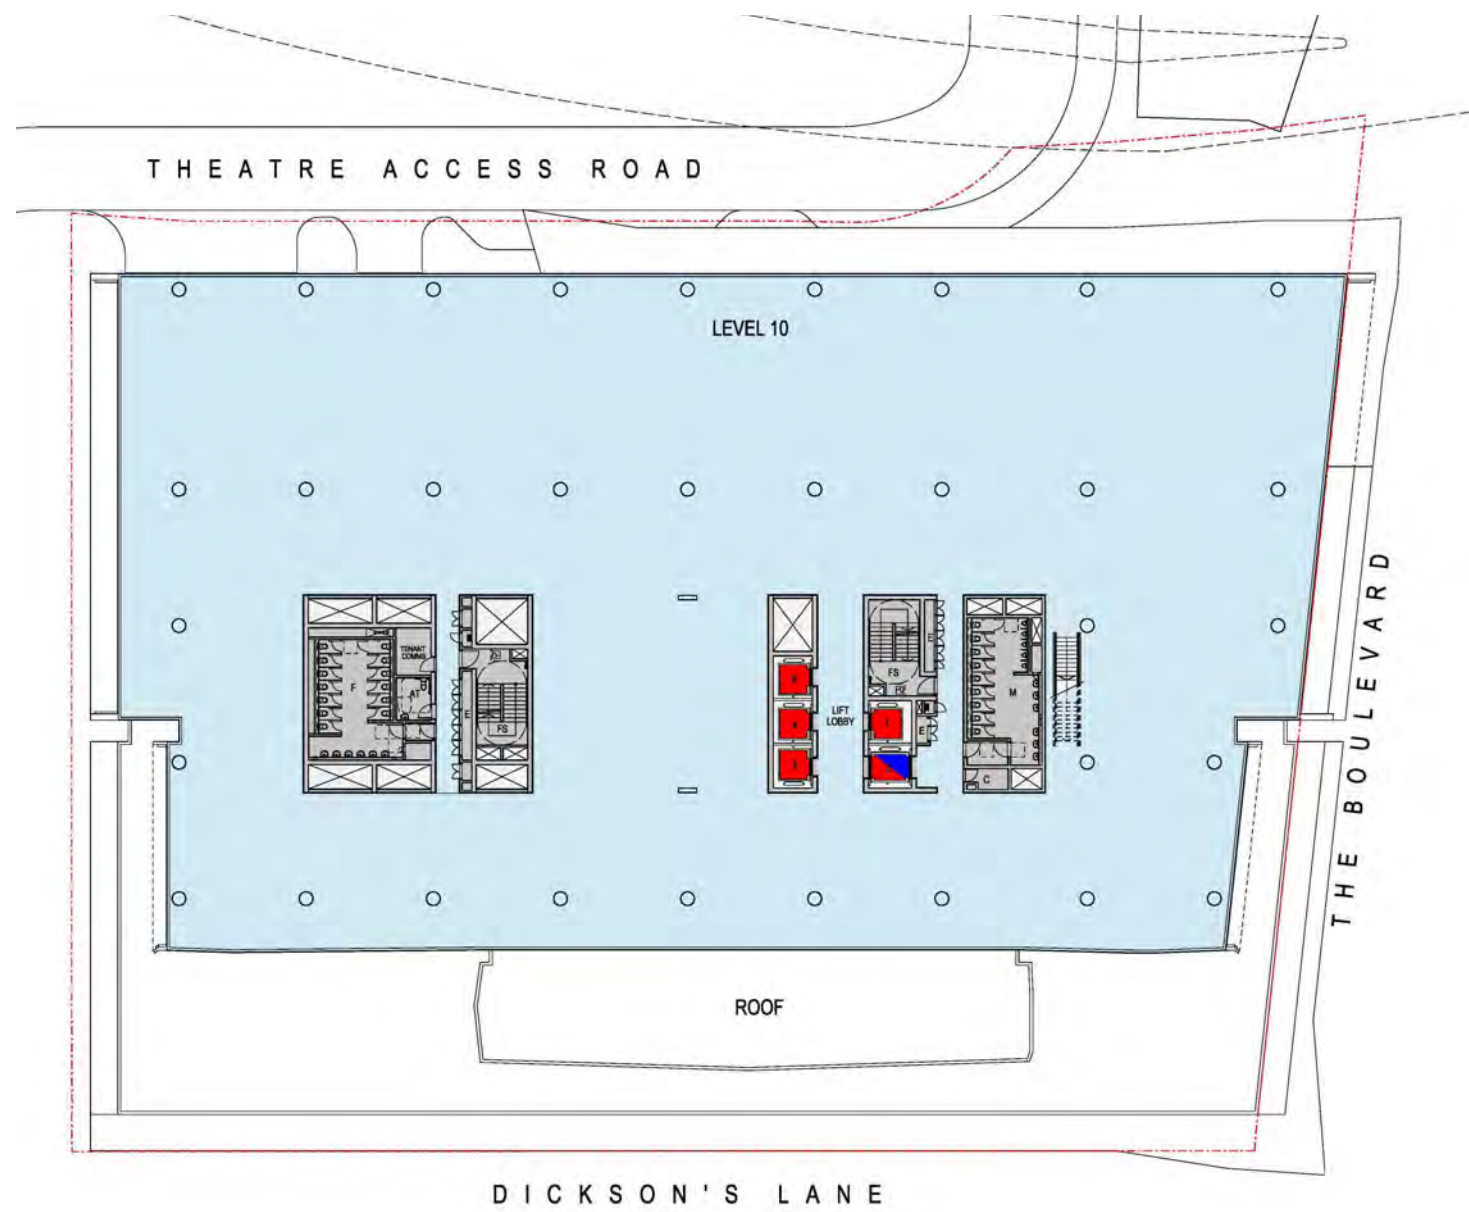 THEATRE ACCESS ROAD
LEVEL 10
THE BOULEVARD
TENANT
COMMS
F
AT
E
FS
LIFT
LOBBY
FS
E
E
M
C
ROOF
DICKSON'S LANE